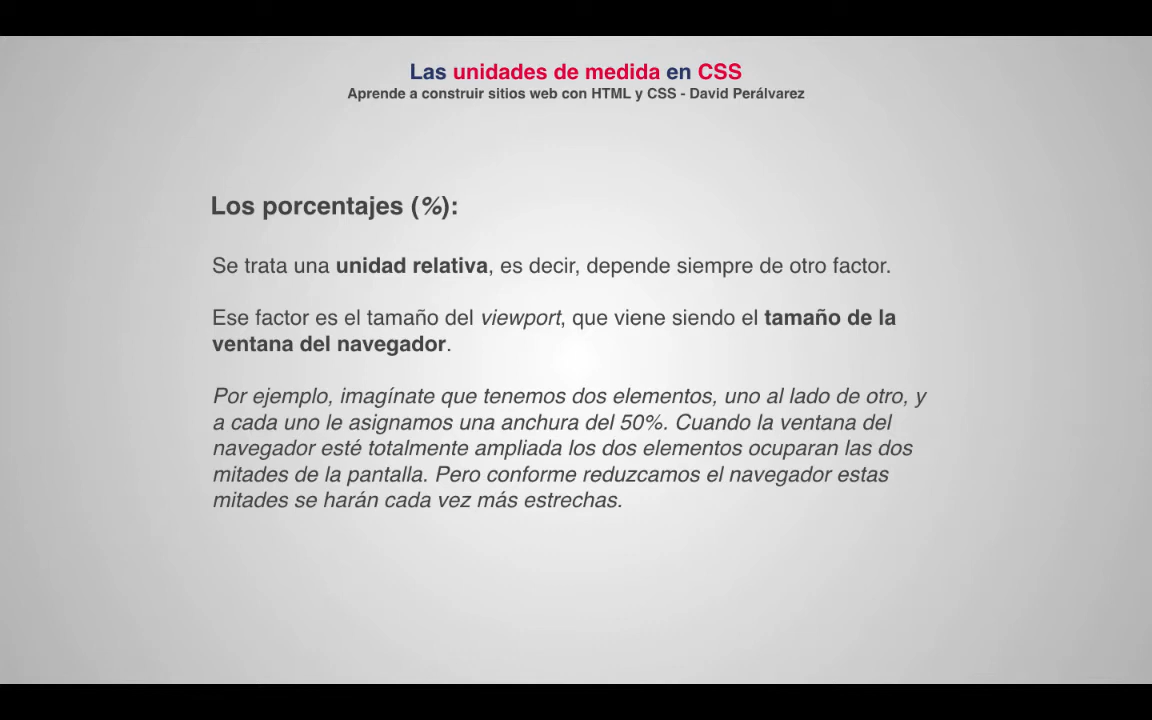 Las unidades de medida en CSS
Aprende a construir sitios web con HTML y CSS - David Perálvarez
Los porcentajes (%):
Se trata una unidad relativa, es decir, depende siempre de otro factor.
Ese factor es el tamaño del viewport, que viene siendo el tamaño de la
ventana del navegador.
Por ejemplo, imagínate que tenemos dos elementos, uno al lado de otro, y
a cada uno le asignamos una anchura del 50%. Cuando la ventana del
navegador esté totalmente ampliada los dos elementos ocuparan las dos
mitades de la pantalla. Pero conforme reduzcamos el navegador estas
mitades se harán cada vez más estrechas.